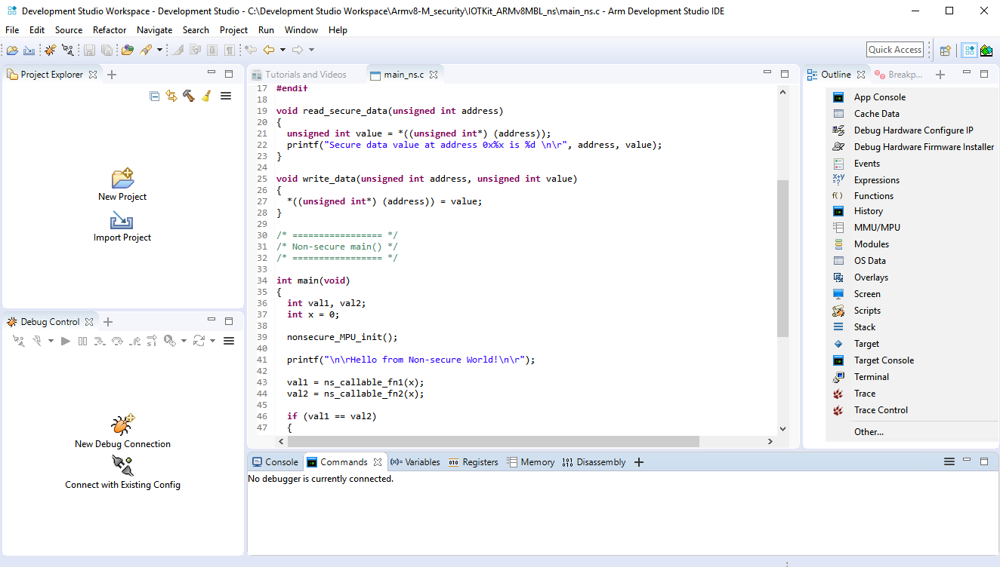 Development Studio Workspace - Development Studio - C:\Development Studio Workspace\Armv8-M_security\IOTKit_ARMv8MBL_ns\main_ns.c - Arm Development Studio IDE
File Edit Source Refactor Navigate Search Project Run Window Help
Quick Access
Project Explorer
New Project
Import Project
Debug Control
New Debug Connection
Connect with Existing Config
Tutorials and Videos main_ns.c
17 #endif
18
19 void read_secure_data(unsigned int address)
20 {
21 unsigned int value = *((unsigned int*) (address));
22 printf("Secure data value at address 0x%x is %d \n\r", address, value);
23 }
24
25 void write_data(unsigned int address, unsigned int value)
26 {
27 *((unsigned int*) (address)) = value;
28 }
29
30 /* ================= */
31 /* Non-secure main() */
32 /* ================= */
33
34 int main(void)
35 {
36 int val1, val2;
37 int x = 0;
38
39 nonsecure_MPU_init();
40
41 printf("\n\rHello from Non-secure World!\n\r");
42
43 val1 = ns_callable_fn1(x);
44 val2 = ns_callable_fn2(x);
45
46 if (val1 == val2)
47 {
Outline Breakp...
App Console
Cache Data
Debug Hardware Configure IP
Debug Hardware Firmware Installer
Events
Expressions
Functions
History
MMU/MPU
Modules
OS Data
Overlays
Screen
Scripts
Stack
Target
Target Console
Terminal
Trace
Trace Control
Other...
Console Commands (x)= Variables 010 Registers Memory Disassembly
No debugger is currently connected.